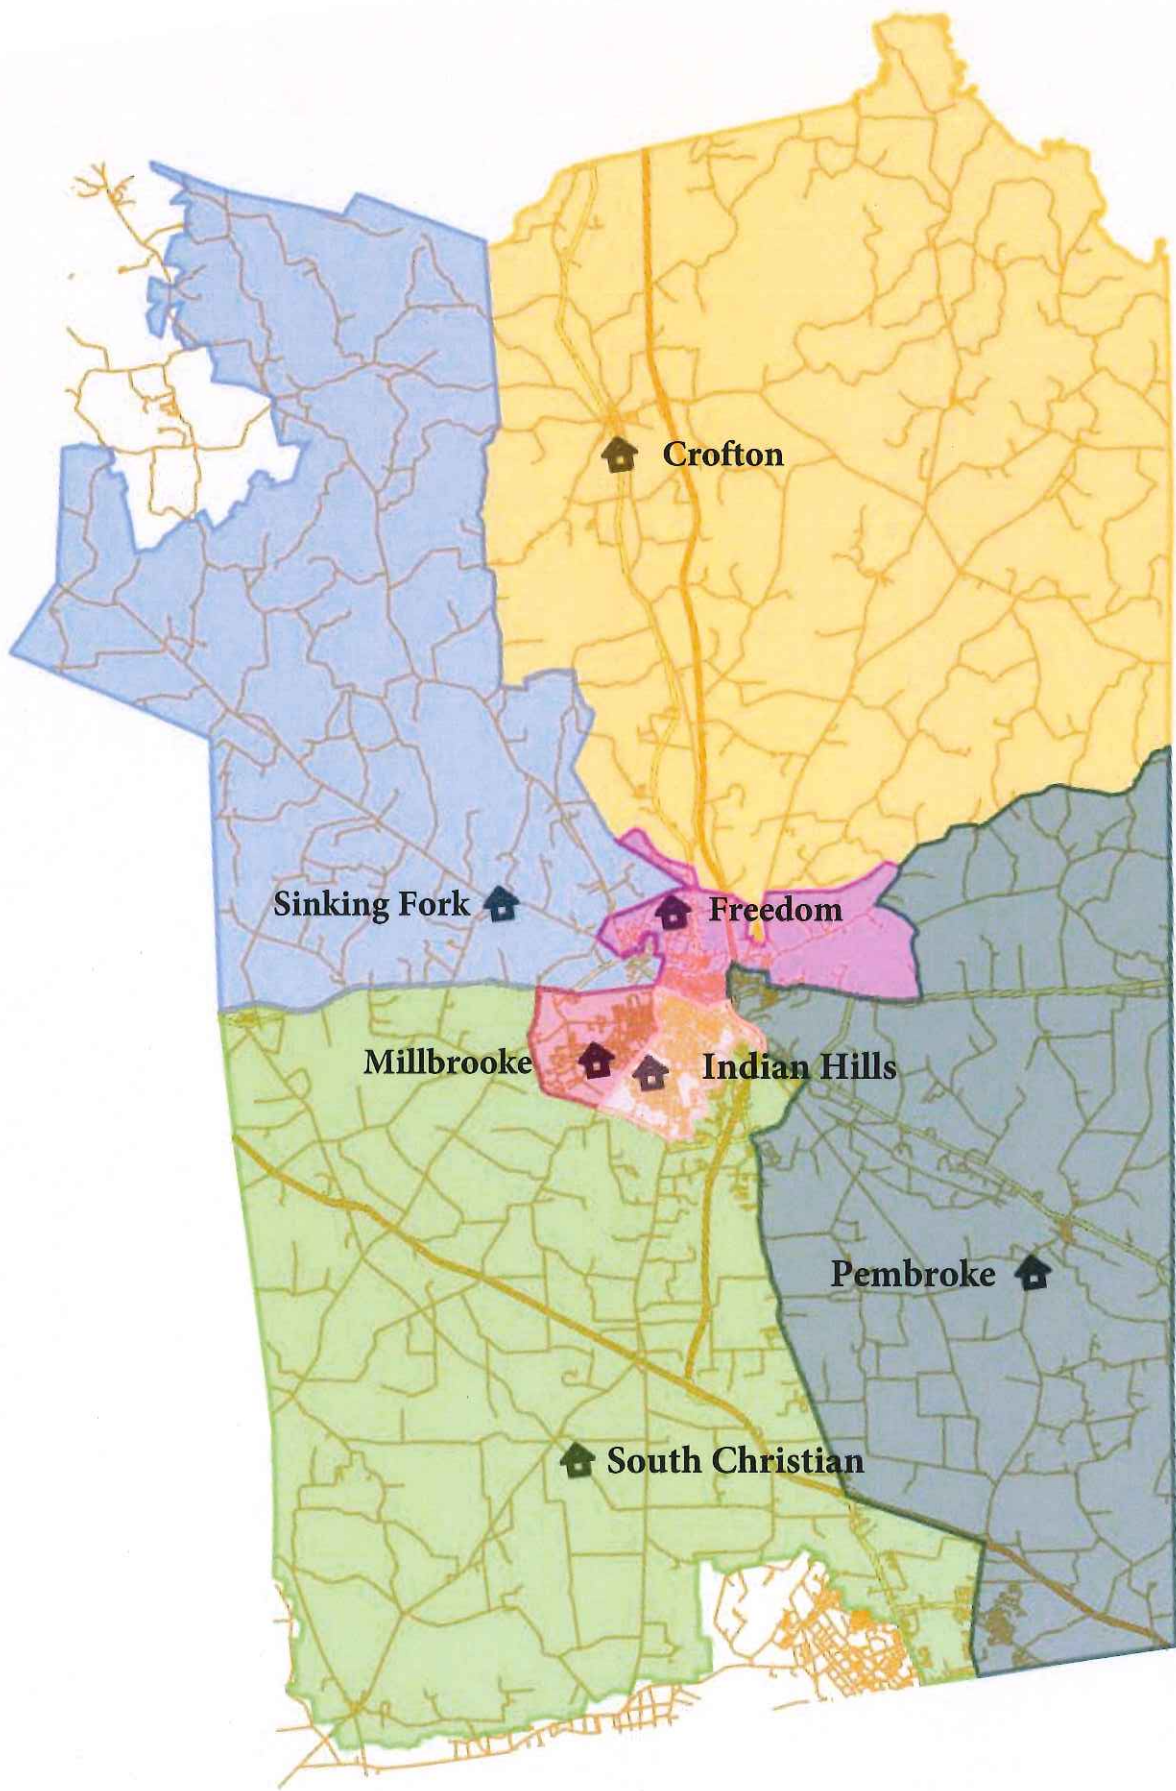 Crofton
Sinking Fork
Freedom
Millbrooke
Indian Hills
Pembroke
South Christian